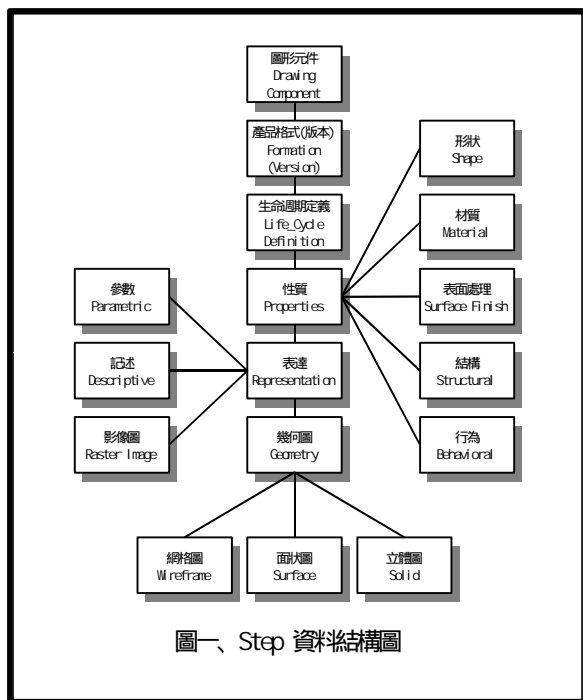 圖形元件
Drawing
Component
產品格式(版本)
Formation
(Version)
生命週期定義
Life_Cycle
Definition
性質
Properties
表達
Representation
幾何圖
Geometry
參數
Parametric
記述
Descriptive
影像圖
Raster Image
形狀
Shape
材質
Material
表面處理
Surface Finish
結構
Structural
行為
Behavioral
網格圖
Wireframe
面狀圖
Surface
立體圖
Solid
圖一、Step 資料結構圖